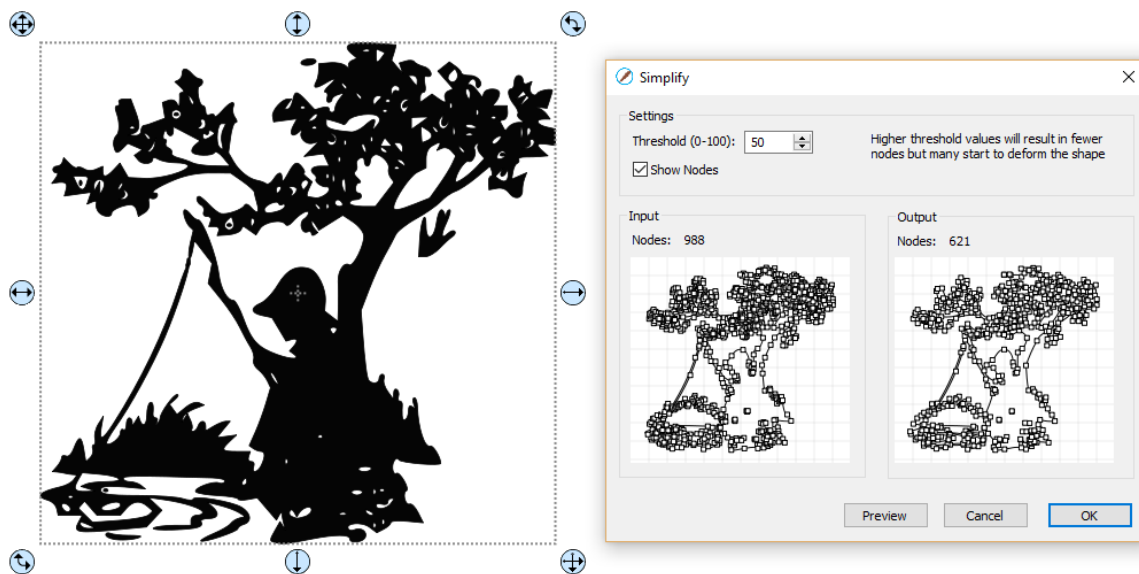 Simplify
Settings
Threshold (0-100): 50
Higher threshold values will result in fewer
nodes but many start to deform the shape
Show Nodes
Input
Nodes: 988
Output
Nodes: 621
Preview
Cancel
OK